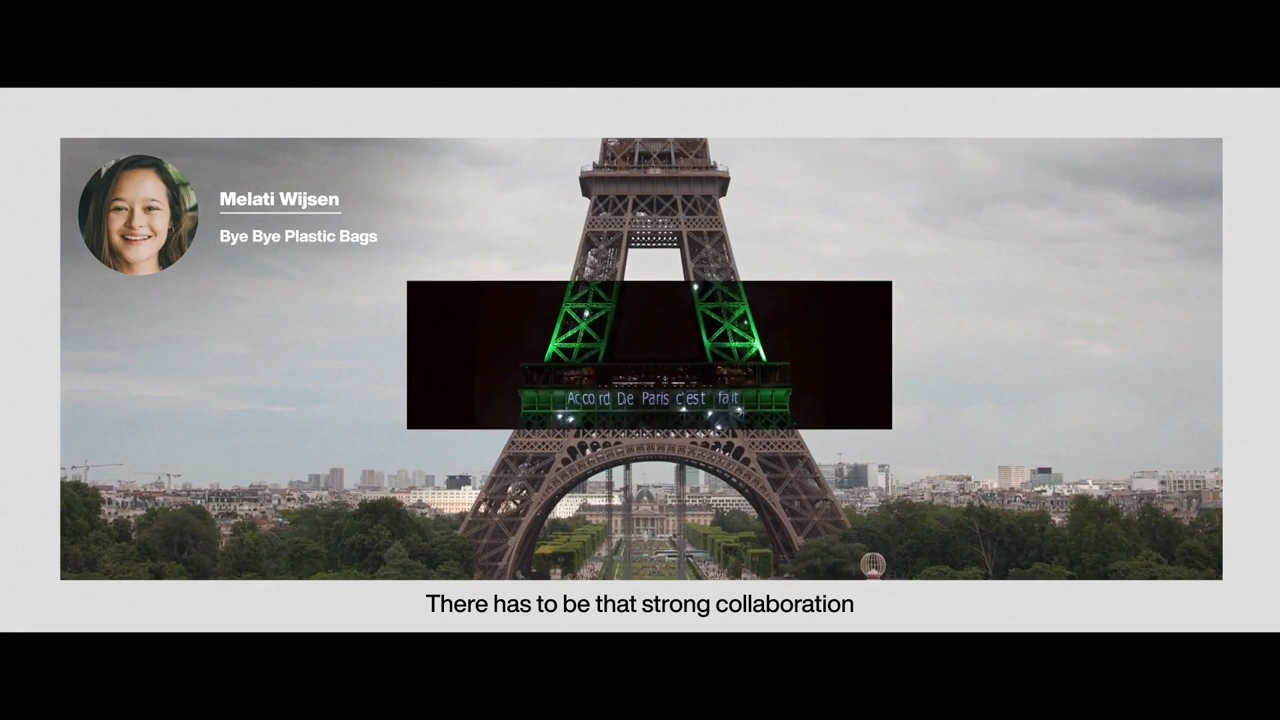 Melati Wijsen
Bye Bye Plastic Bags
Accord De Paris c'est fait
There has to be that strong collaboration